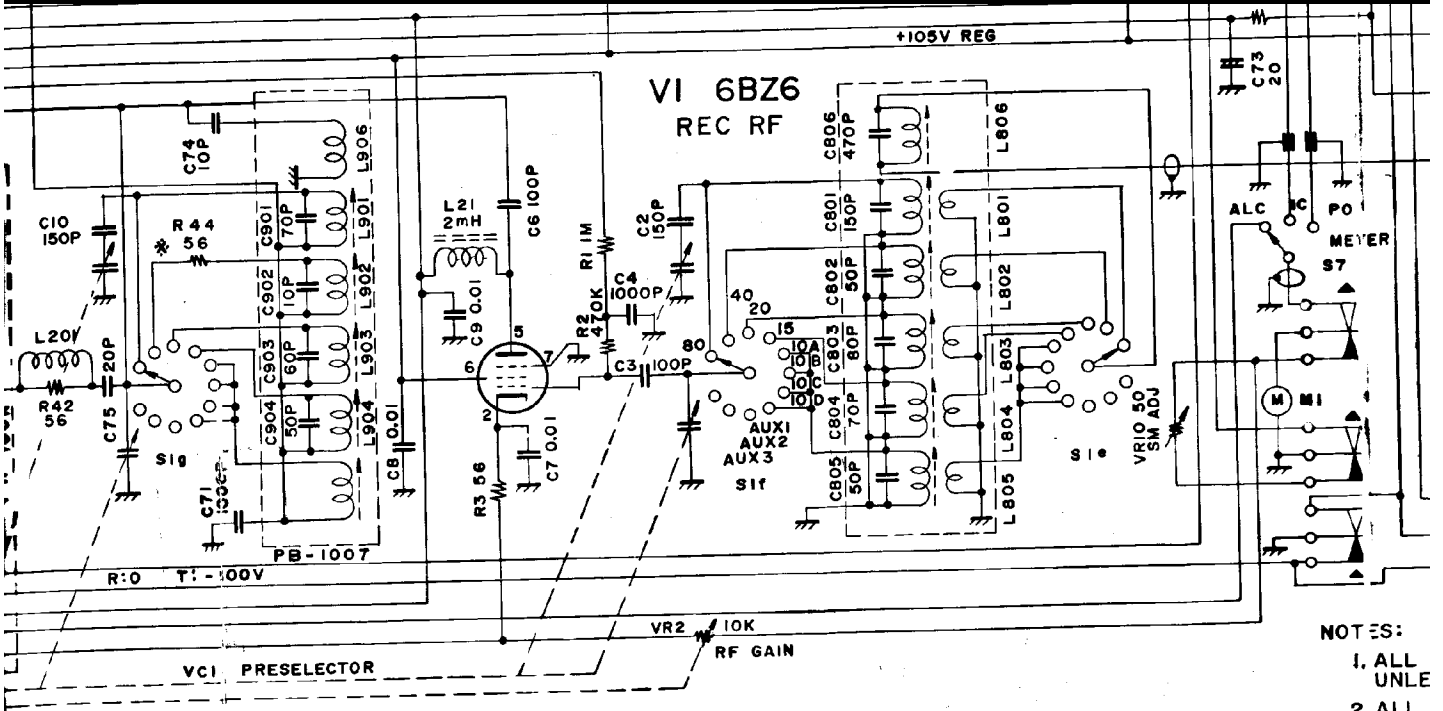 +105V REG
C73
20
V1 6BZ6
REC RF
C74
10P
L906
C806
470P
L806
C10
150P
※
R44
56
C901
70P
L901
L21
2mH
C6 100P
R1 1M
C2
150P
C801
150P
L801
ALC
IC
PO
METER
S7
C902
10P
L902
C9 0.01
R2
470K
C4
1000P
40
20
15
80
C802
50P
L802
L201
R42
56
C75
20P
C903
60P
L903
5
6
7
2
C3
100P
10A
10B
10C
10D
C803
80P
L803
C904
50P
L904
C8 0.01
R3 56
C7 0.01
AUX1
AUX2
AUX3
S1f
C804
70P
L804
S1e
VR10 50
SM ADJ
M
M1
S1g
C71
C805
50P
L805
PB-1007
R:0 T:-100V
VR2
10K
RF GAIN
VC1 PRESELECTOR
NOTES:
1. ALL
UNLE
2. ALL